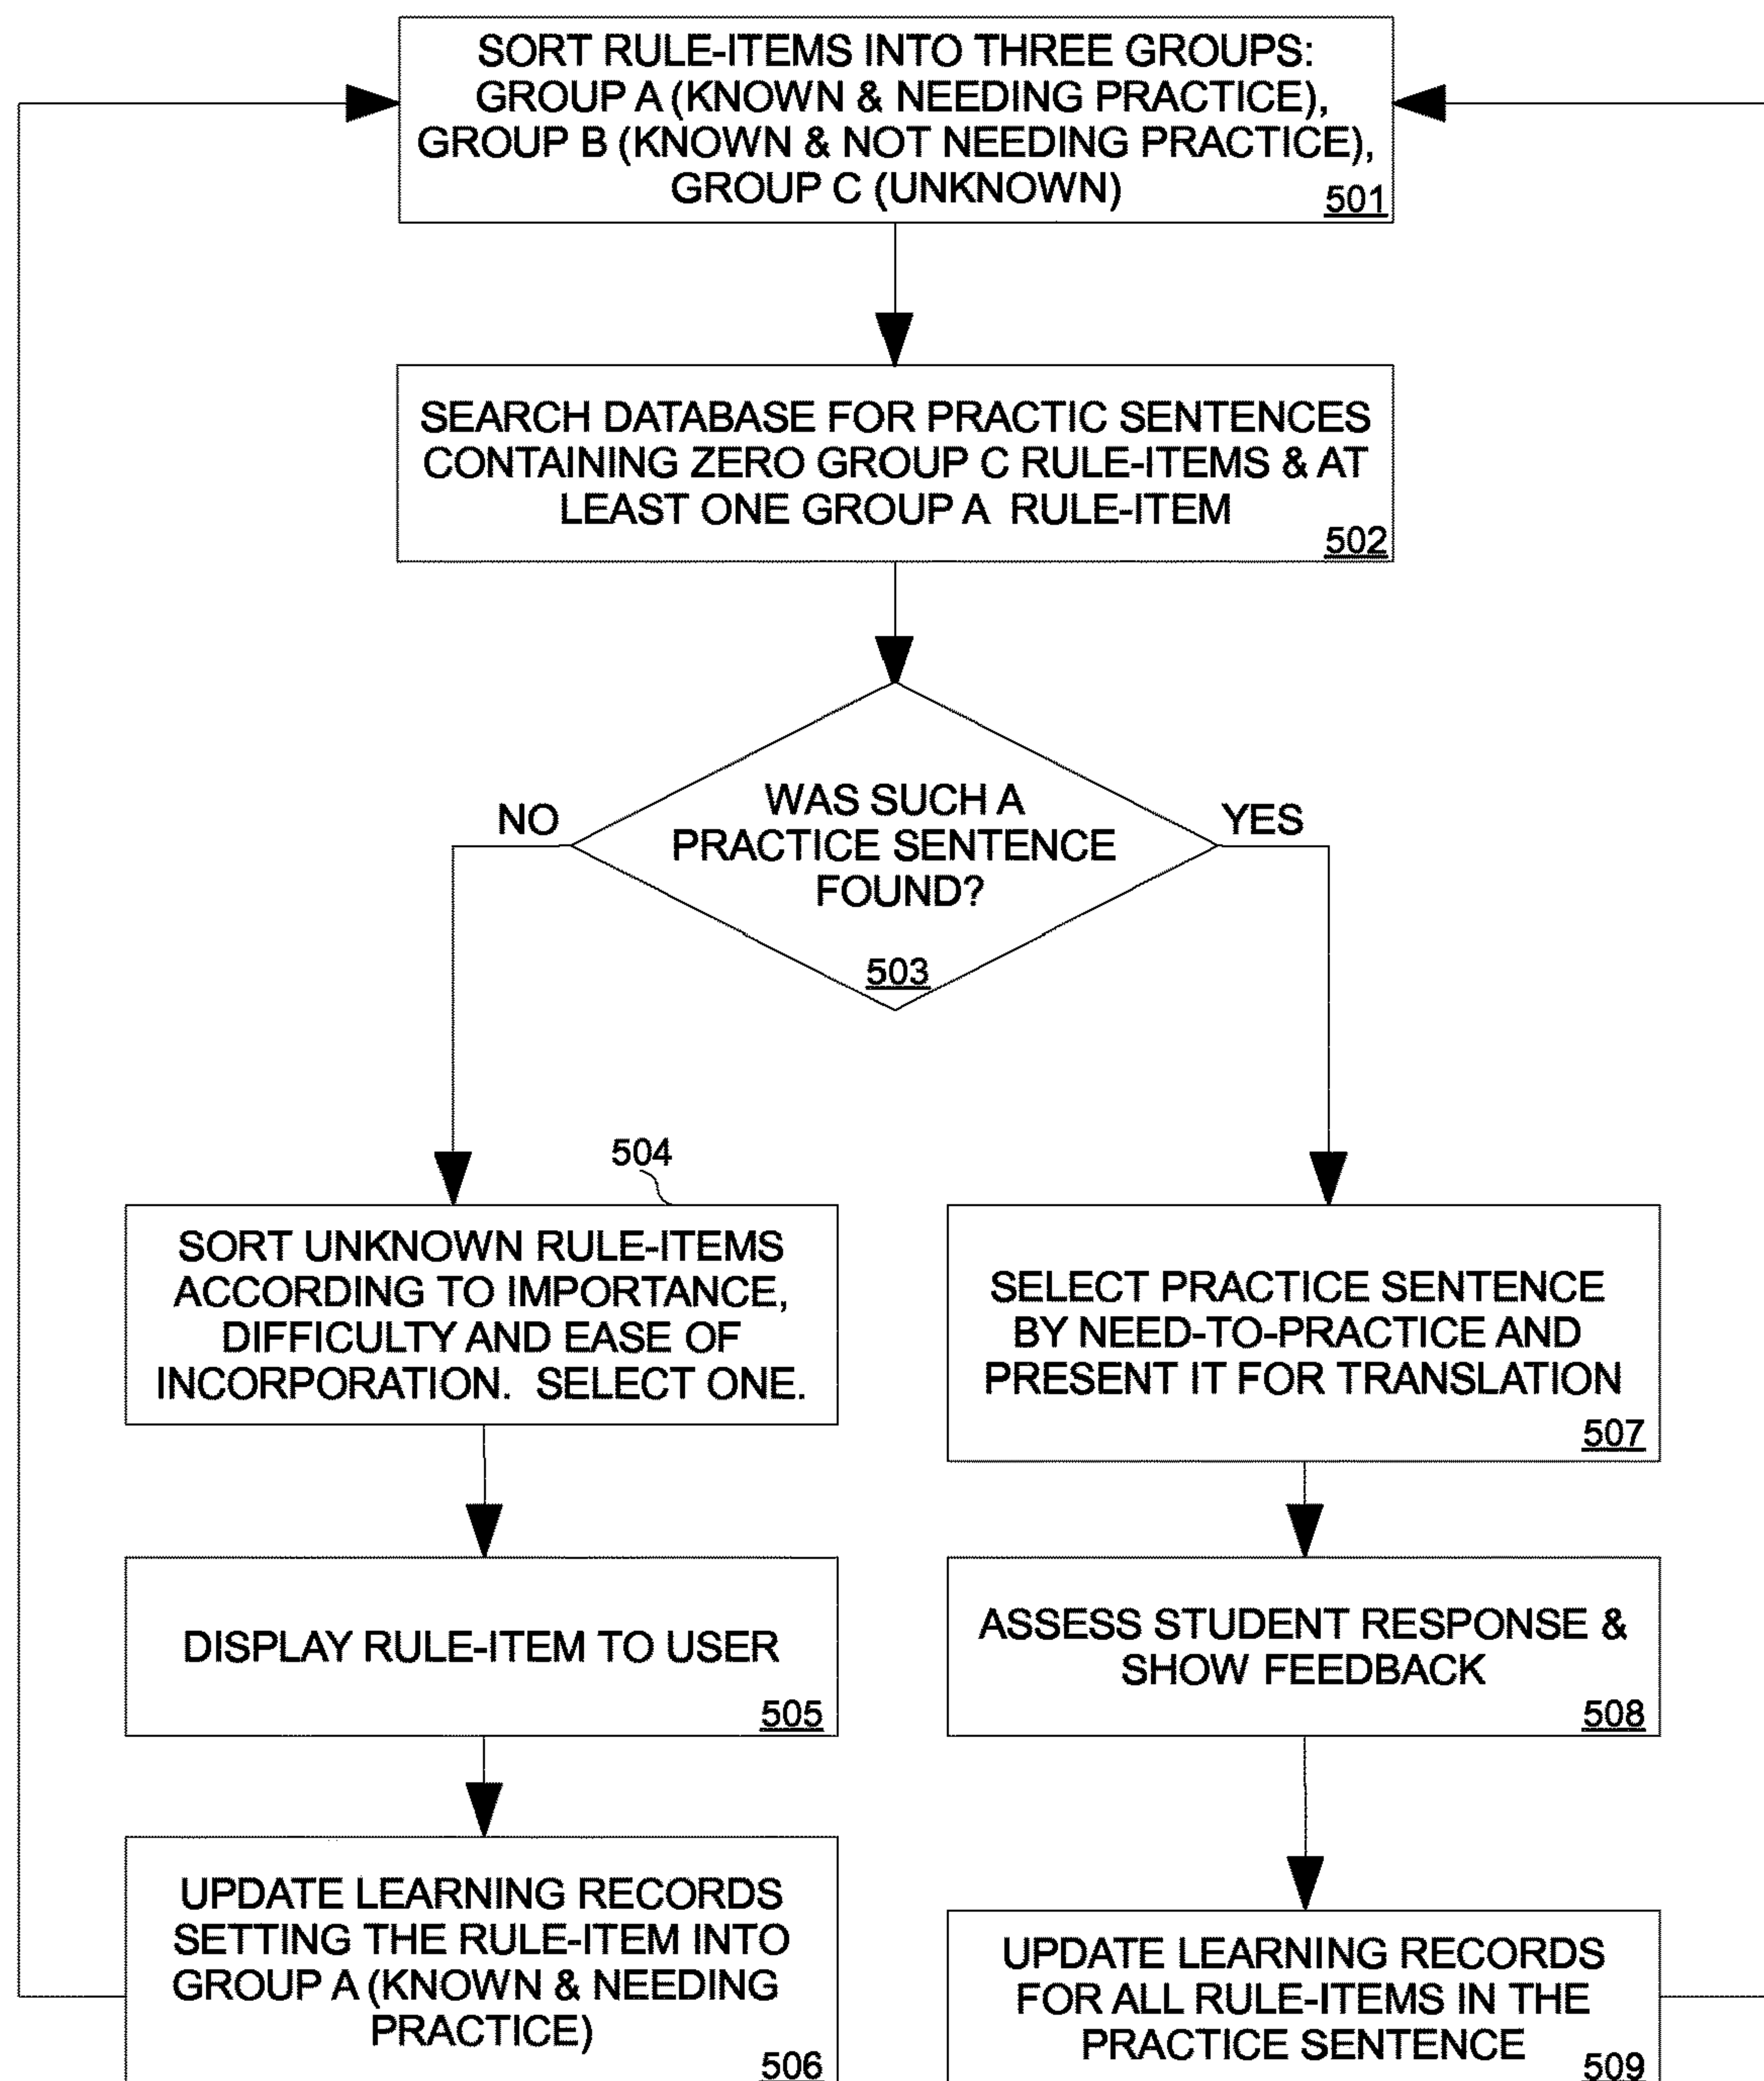 SORT RULE-ITEMS INTO THREE GROUPS:
GROUP A (KNOWN & NEEDING PRACTICE),
GROUP B (KNOWN & NOT NEEDING PRACTICE),
GROUP C (UNKNOWN)
501
SEARCH DATABASE FOR PRACTIC SENTENCES
CONTAINING ZERO GROUP C RULE-ITEMS & AT
LEAST ONE GROUP A RULE-ITEM
502
WAS SUCH A
PRACTICE SENTENCE
FOUND?
503
NO
YES
504
SORT UNKNOWN RULE-ITEMS
ACCORDING TO IMPORTANCE,
DIFFICULTY AND EASE OF
INCORPORATION. SELECT ONE.
DISPLAY RULE-ITEM TO USER
505
UPDATE LEARNING RECORDS
SETTING THE RULE-ITEM INTO
GROUP A (KNOWN & NEEDING
PRACTICE)
506
SELECT PRACTICE SENTENCE
BY NEED-TO-PRACTICE AND
PRESENT IT FOR TRANSLATION
507
ASSESS STUDENT RESPONSE &
SHOW FEEDBACK
508
UPDATE LEARNING RECORDS
FOR ALL RULE-ITEMS IN THE
PRACTICE SENTENCE
509